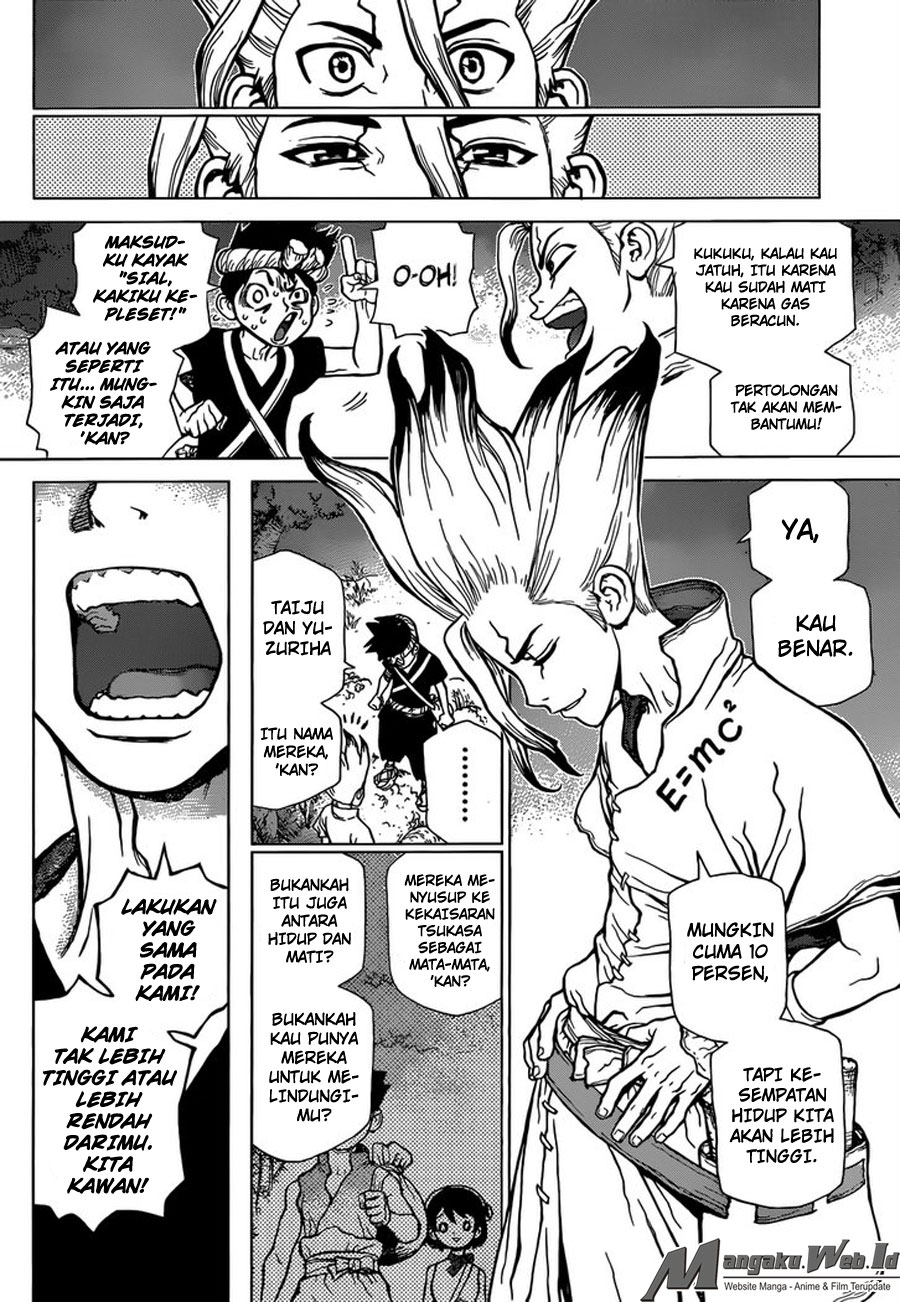 MAKSUD-
KU KAYAK
"SIAL,
KAKIKU KE-
PLESET!"
ATAU YANG
SEPERTI
ITU... MUNG-
KIN SAJA
TERJADI,
'KAN?
O-OH!
KUKUKU, KALAU KAU
JATUH, ITU KARENA
KAU SUDAH MATI
KARENA GAS
BERACUN.
PERTOLONGAN
TAK AKAN MEM-
BANTUMU!
YA,
KAU
BENAR.
E=mc²
MUNGKIN
CUMA 10
PERSEN,
TAPI KE-
SEMPATAN
HIDUP KITA
AKAN LEBIH
TINGGI.
TAIJU
DAN YU-
ZURIHA
ITU NAMA
MEREKA,
'KAN?
........
MEREKA ME-
NYUSUP KE
KEKAISARAN
TSUKASA
SEBAGAI
MATA-MATA,
'KAN?
BUKANKAH
ITU JUGA
ANTARA
HIDUP DAN
MATI?
BUKANKAH
KAU PUNYA
MEREKA
UNTUK ME-
LINDUNGI-
MU?
LAKUKAN
YANG
SAMA
PADA
KAMI!
KAMI
TAK LEBIH
TINGGI ATAU
LEBIH
RENDAH
DARIMU.
KITA
KAWAN!
Mangaku.Web.Id
Website Manga - Anime & Film Terupdate